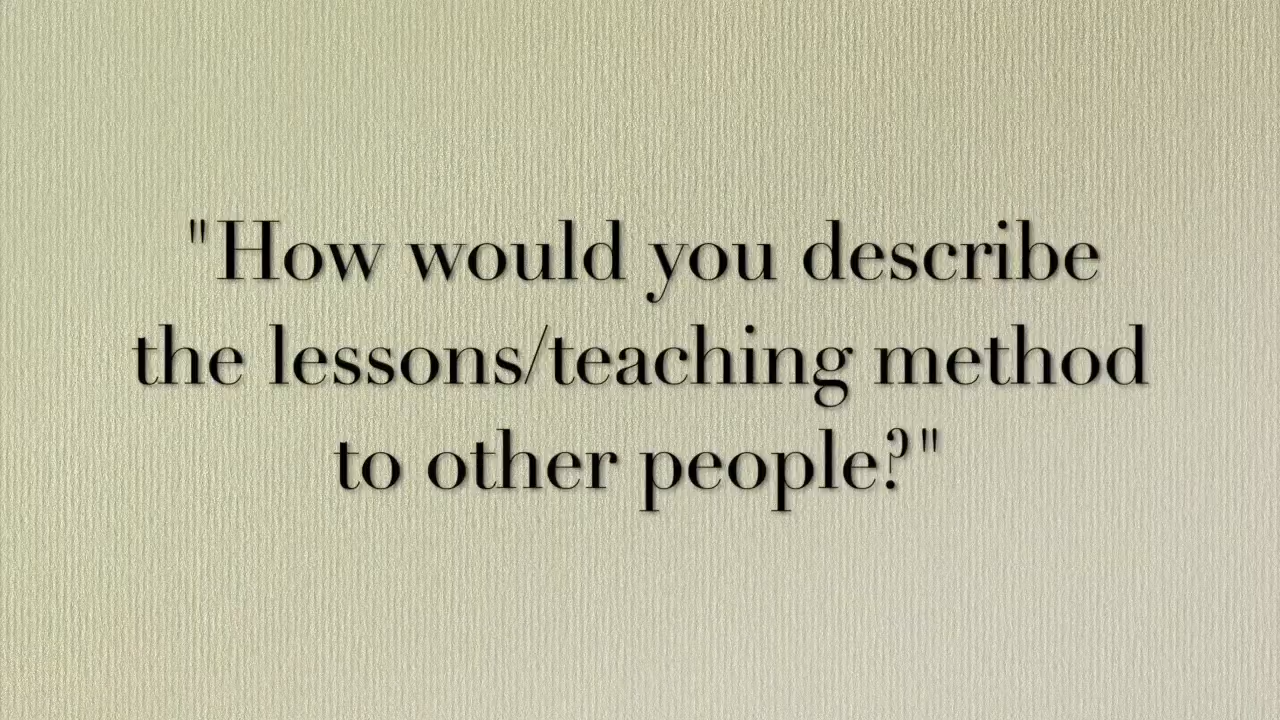 "How would you describe
the lessons/teaching method
to other people?"